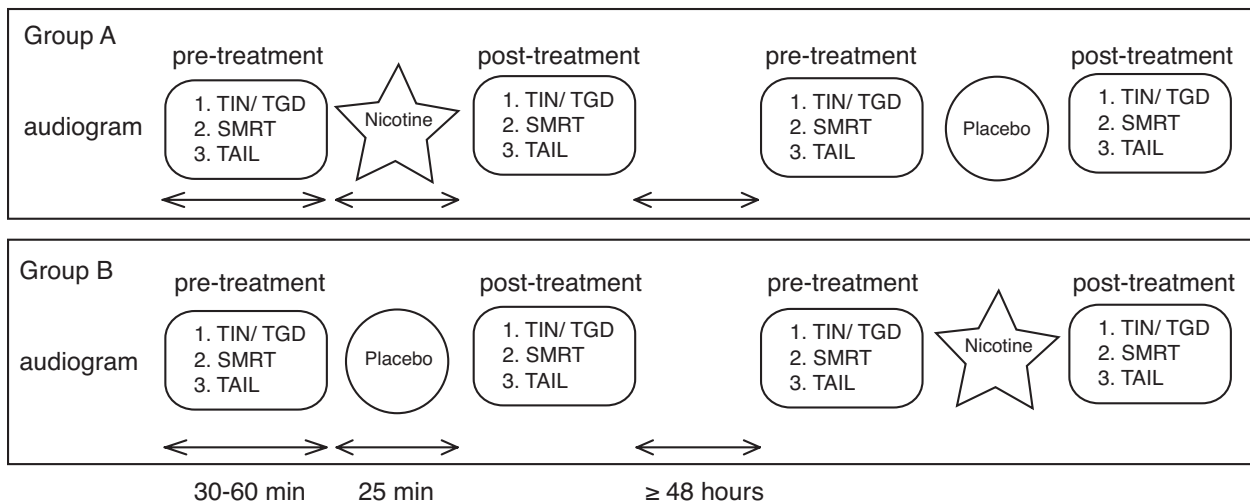 Group A
pre-treatment
post-treatment
pre-treatment
post-treatment
audiogram
1. TIN/ TGD
2. SMRT
3. TAIL
Nicotine
1. TIN/ TGD
2. SMRT
3. TAIL
1. TIN/ TGD
2. SMRT
3. TAIL
Placebo
1. TIN/ TGD
2. SMRT
3. TAIL
Group B
pre-treatment
post-treatment
pre-treatment
post-treatment
audiogram
1. TIN/ TGD
2. SMRT
3. TAIL
Placebo
1. TIN/ TGD
2. SMRT
3. TAIL
1. TIN/ TGD
2. SMRT
3. TAIL
Nicotine
1. TIN/ TGD
2. SMRT
3. TAIL
30-60 min
25 min
≥ 48 hours